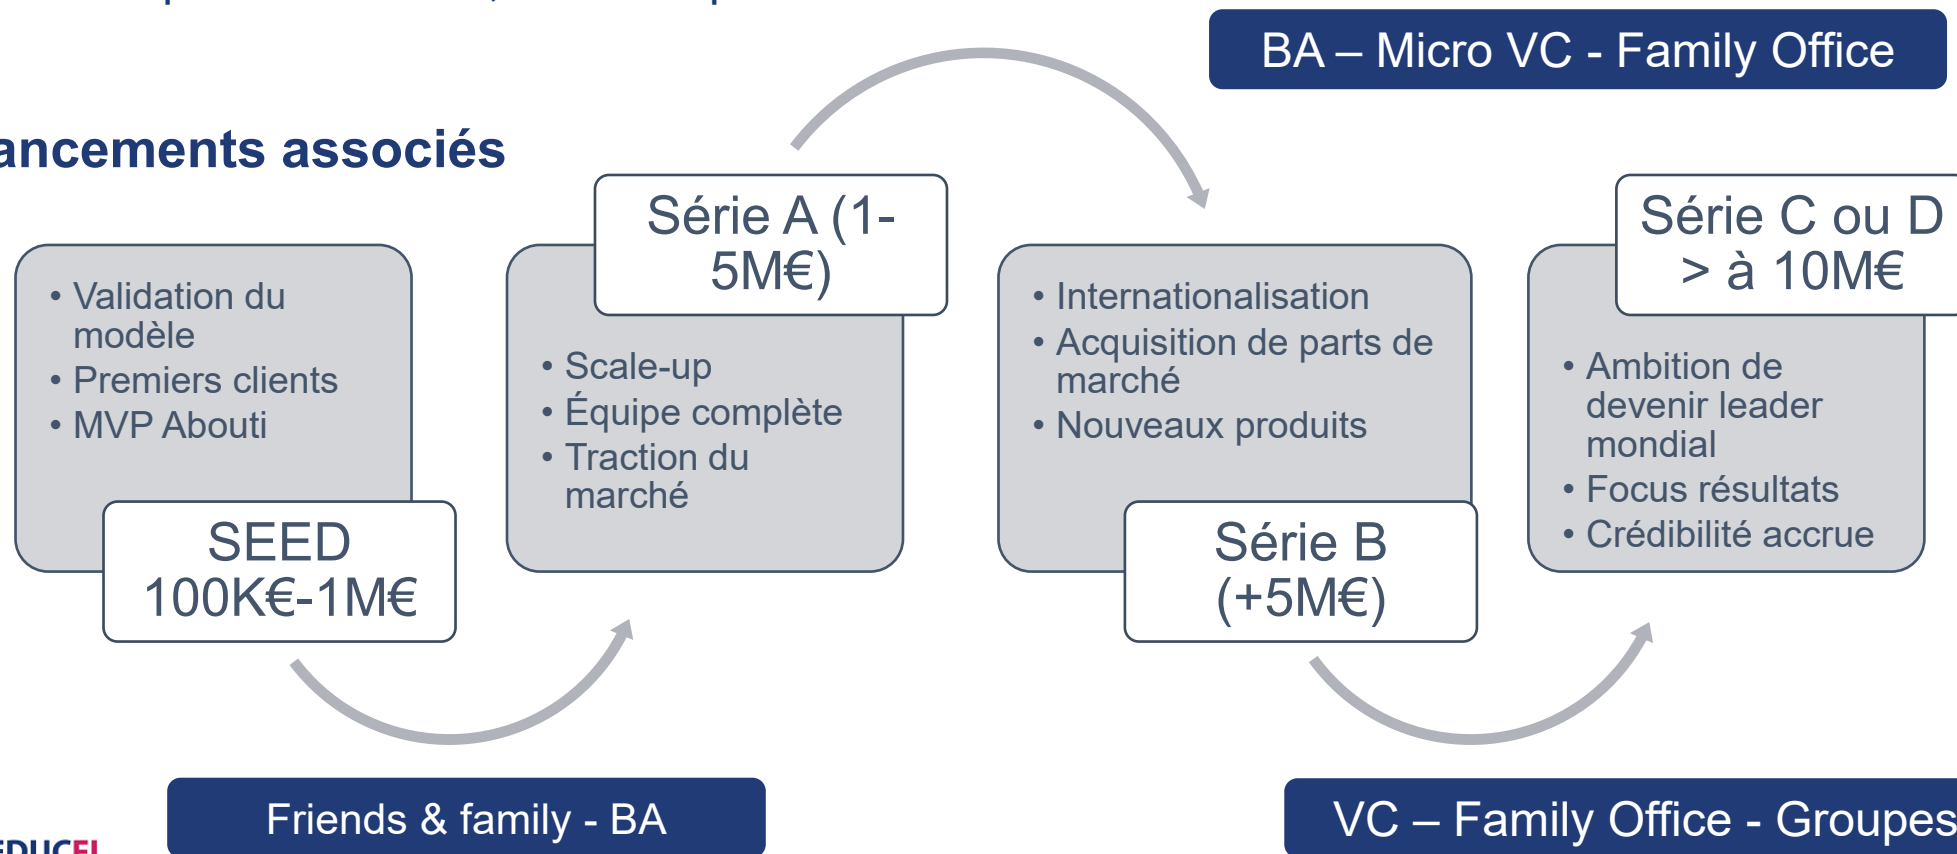 BA – Micro VC - Family Office
ancements associés
• Validation du
modèle
• Premiers clients
• MVP Abouti
SEED
100K€-1M€
Série A (1-
5M€)
• Scale-up
• Équipe complète
• Traction du
marché
• Internationalisation
• Acquisition de parts de
marché
• Nouveaux produits
Série B
(+5M€)
Série C ou D
> à 10M€
• Ambition de
devenir leader
mondial
• Focus résultats
• Crédibilité accrue
Friends & family - BA
VC – Family Office - Groupes